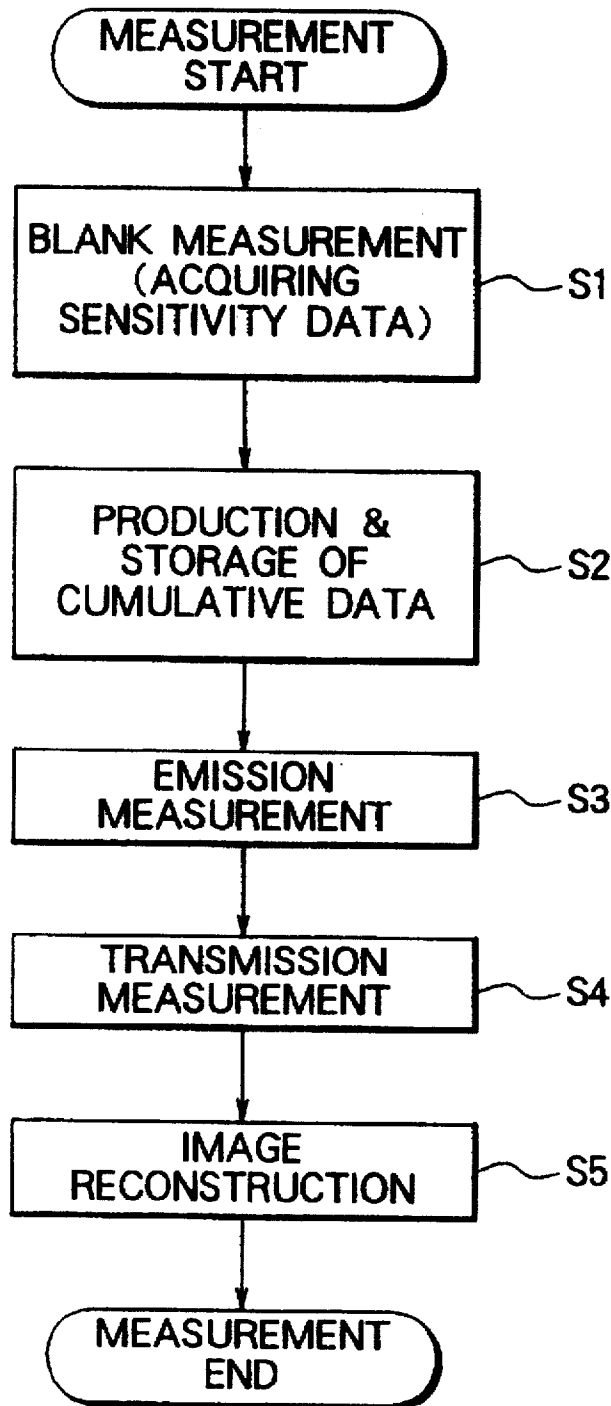 MEASUREMENT
START
BLANK MEASUREMENT
(ACQUIRING
SENSITIVITY DATA)
S1
PRODUCTION &
STORAGE OF
CUMULATIVE DATA
S2
EMISSION
MEASUREMENT
S3
TRANSMISSION
MEASUREMENT
S4
IMAGE
RECONSTRUCTION
S5
MEASUREMENT
END